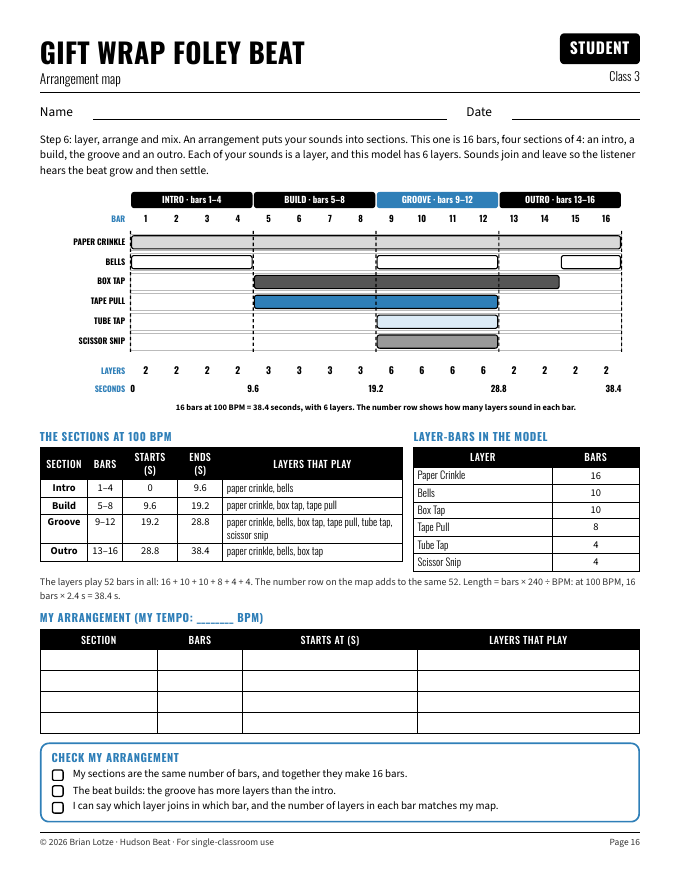 GIFT WRAP FOLEY BEAT
STUDENT
Arrangement map
Class 3
Name Date
Step 6: layer, arrange and mix. An arrangement puts your sounds into sections. This one is 16 bars, four sections of 4: an intro, a
build, the groove and an outro. Each of your sounds is a layer, and this model has 6 layers. Sounds join and leave so the listener
hears the beat grow and then settle.
INTRO · bars 1–4 BUILD · bars 5–8 GROOVE · bars 9–12 OUTRO · bars 13–16
BAR 1 2 3 4 5 6 7 8 9 10 11 12 13 14 15 16
PAPER CRINKLE
BELLS
BOX TAP
TAPE PULL
TUBE TAP
SCISSOR SNIP
LAYERS 2 2 2 2 3 3 3 3 6 6 6 6 2 2 2 2
SECONDS 0 9.6 19.2 28.8 38.4
16 bars at 100 BPM = 38.4 seconds, with 6 layers. The number row shows how many layers sound in each bar.
THE SECTIONS AT 100 BPM
SECTION BARS STARTS (S) ENDS (S) LAYERS THAT PLAY
Intro 1–4 0 9.6 paper crinkle, bells
Build 5–8 9.6 19.2 paper crinkle, box tap, tape pull
Groove 9–12 19.2 28.8 paper crinkle, bells, box tap, tape pull, tube tap,
scissor snip
Outro 13–16 28.8 38.4 paper crinkle, bells, box tap
LAYER-BARS IN THE MODEL
LAYER BARS
Paper Crinkle 16
Bells 10
Box Tap 10
Tape Pull 8
Tube Tap 4
Scissor Snip 4
The layers play 52 bars in all: 16 + 10 + 10 + 8 + 4 + 4. The number row on the map adds to the same 52. Length = bars × 240 ÷ BPM: at 100 BPM, 16
bars × 2.4 s = 38.4 s.
MY ARRANGEMENT (MY TEMPO: ________ BPM)
SECTION BARS STARTS AT (S) LAYERS THAT PLAY
CHECK MY ARRANGEMENT
My sections are the same number of bars, and together they make 16 bars.
The beat builds: the groove has more layers than the intro.
I can say which layer joins in which bar, and the number of layers in each bar matches my map.
© 2026 Brian Lotze · Hudson Beat · For single-classroom use
Page 16